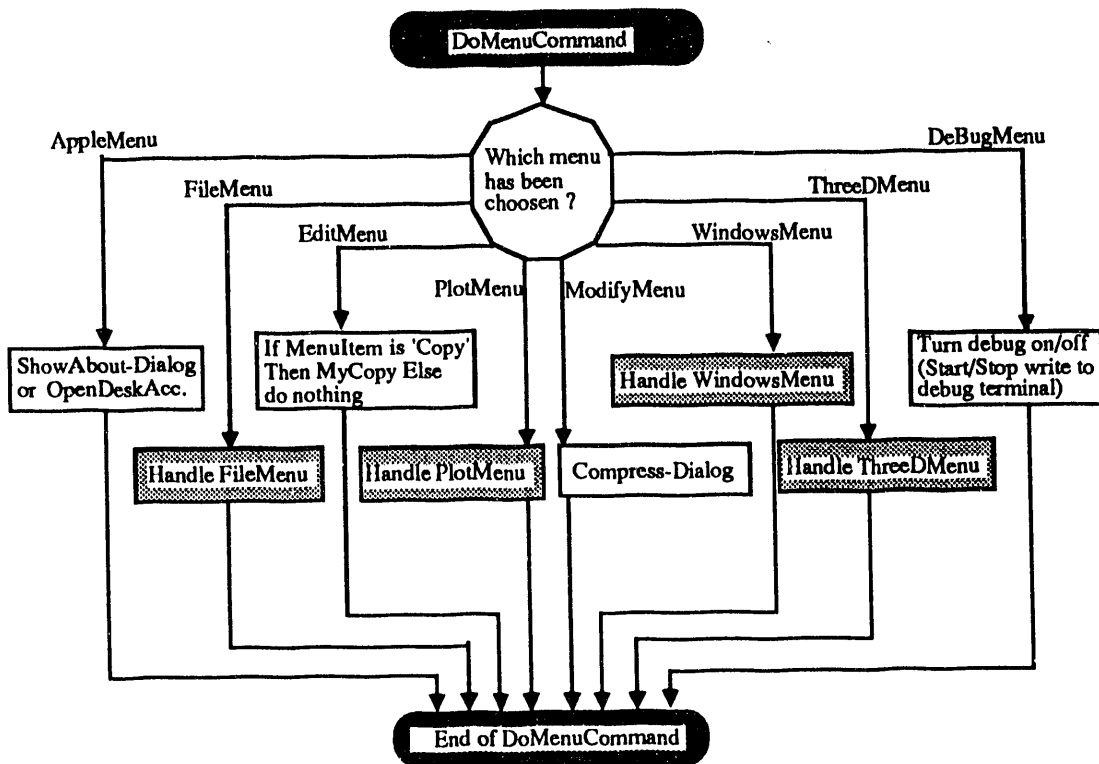 DoMenuCommand
AppleMenu
DeBugMenu
Which menu
has been
choosen ?
FileMenu
ThreeDMenu
EditMenu
WindowsMenu
PlotMenu
ModifyMenu
ShowAbout-Dialog
or OpenDeskAcc.
If MenuItem is 'Copy'
Then MyCopy Else
do nothing
Handle WindowsMenu
Turn debug on/off
(Start/Stop write to
debug terminal)
Handle FileMenu
Handle PlotMenu
Compress-Dialog
Handle ThreeDMenu
End of DoMenuCommand